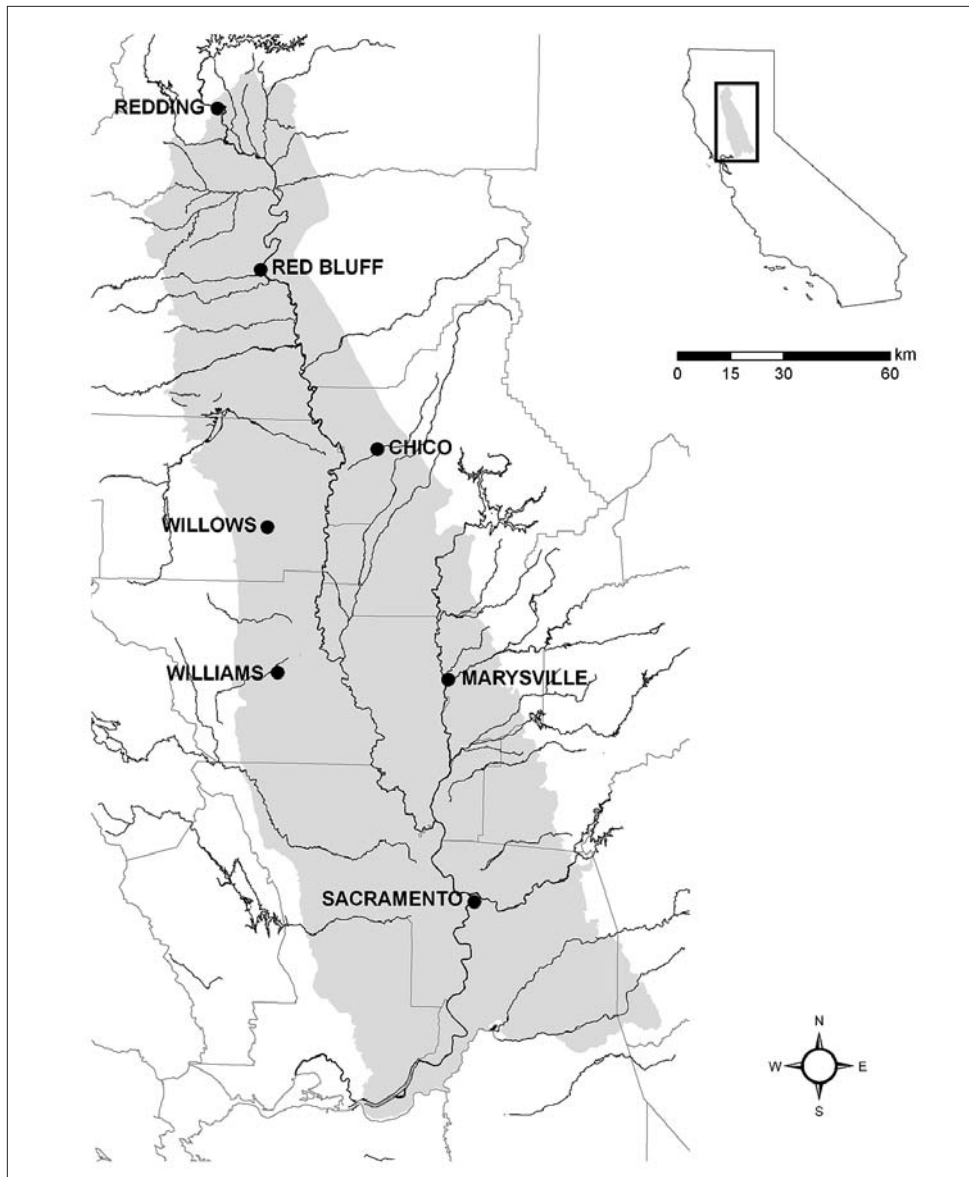 REDDING
RED BLUFF
km
0 15 30 60
CHICO
WILLOWS
WILLIAMS
MARYSVILLE
SACRAMENTO
N
W E
S